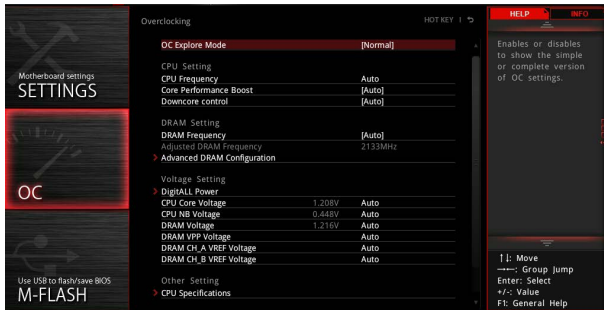 Motherboard settings
SETTINGS
OC
Use USB to flash/save BIOS
M-FLASH
Overclocking
HOT KEY
OC Explore Mode [Normal]
CPU Setting
CPU Frequency Auto
Core Performance Boost [Auto]
Downcore control [Auto]
DRAM Setting
DRAM Frequency [Auto]
Adjusted DRAM Frequency 2133MHz
Advanced DRAM Configuration
Voltage Setting
DigitALL Power
CPU Core Voltage 1.208V Auto
CPU NB Voltage 0.448V Auto
DRAM Voltage 1.216V Auto
DRAM VPP Voltage Auto
DRAM CH_A VREF Voltage Auto
DRAM CH_B VREF Voltage Auto
Other Setting
CPU Specifications
HELP
INFO
Enables or disables
to show the simple
or complete version
of OC settings.
↑↓: Move
→←: Group Jump
Enter: Select
+/-: Value
F1: General Help